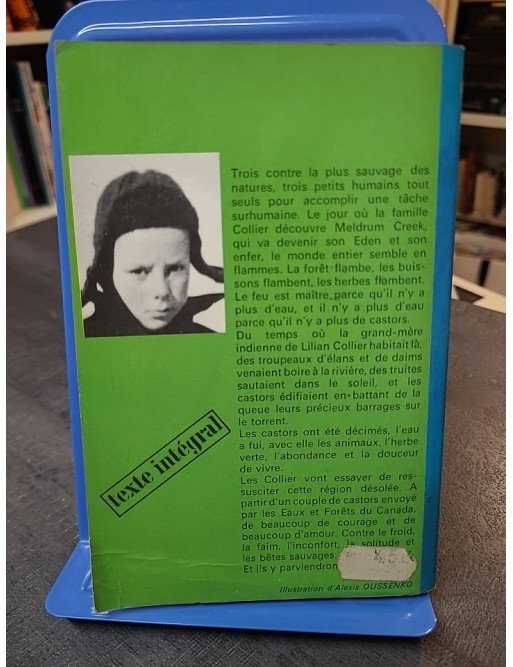 Trois contre la plus sauvage des
natures, trois petits humains tout
seuls pour accomplir une tâche
surhumaine. Le jour où la famille
Collier découvre Meldrum Creek,
qui va devenir son Eden et son
enfer, le monde entier semble en
flammes. La forêt flambe, les buis-
sons flambent, les herbes flambent.
Le feu est maître parce qu'il n'y a
plus d'eau, et il n'y a plus d'eau
parce qu'il n'y a plus de castors.
Du temps où la grand-mère
indienne de Lilian Collier habitait là,
des troupeaux d'élans et de daims
venaient boire à la rivière, des truites
sautaient dans le soleil, et les
castors édifiaient en battant de la
queue leurs précieux barrages sur
le torrent.
Les castors ont été décimés, l'eau
a fui, avec elle les animaux, l'herbe
verte, l'abondance et la douceur
de vivre.
Les Collier vont essayer de res-
susciter cette région désolée. A
partir d'un couple de castors envoyé
par les Eaux et Forêts du Canada,
de beaucoup de courage et de
beaucoup d'amour. Contre le froid,
la faim, l'inconfort, la solitude et
les bêtes sauvages.
Et ils y parviendron
texte intégral
Illustration d'Alexis OUSSENKO